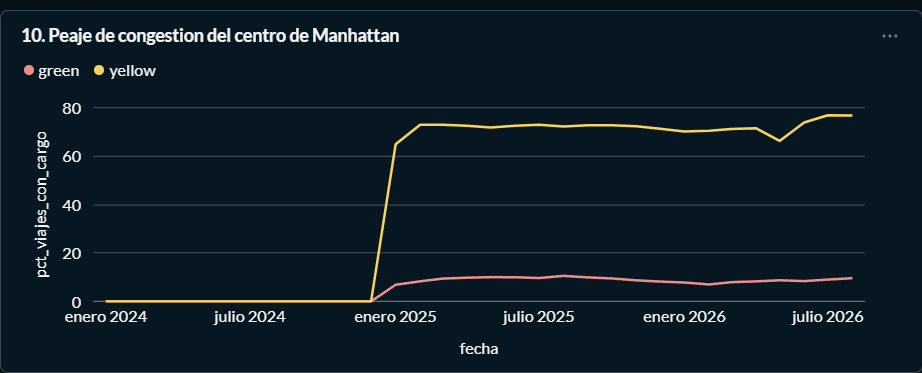 10. Peaje de congestion del centro de Manhattan
green yellow
pct_viajes_con_cargo
80
60
40
20
0
enero 2024 julio 2024 enero 2025 julio 2025 enero 2026 julio 2026
fecha